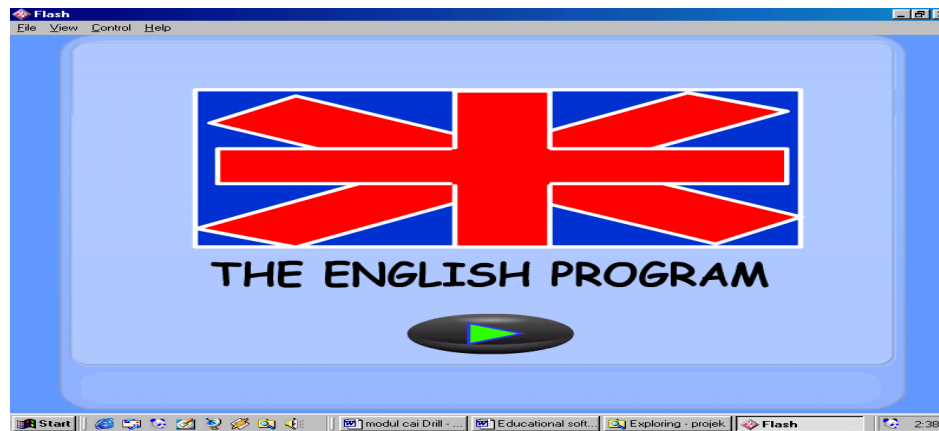 Flash
File View Control Help
THE ENGLISH PROGRAM
Start modul cai Drill - ... Educational soft... Exploring - projek Flash 2:38